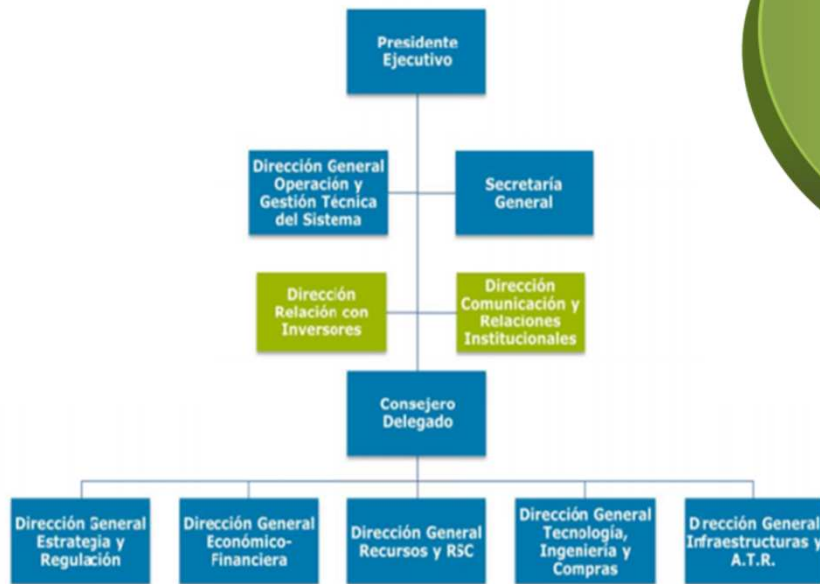 Presidente
Ejecutivo
Dirección General
Operación y
Gestión Técnica
del Sistema
Secretaría
General
Dirección
Relación con
Inversores
Dirección
Comunicación y
Relaciones
Institucionales
Consejero
Delegado
Dirección General
Estrategia y
Regulación
Dirección General
Económico-
Financiera
Dirección General
Recursos y RSC
Dirección General
Tecnología,
Ingeniería y
Compras
Dirección General
Infraestructuras y
A.T.R.